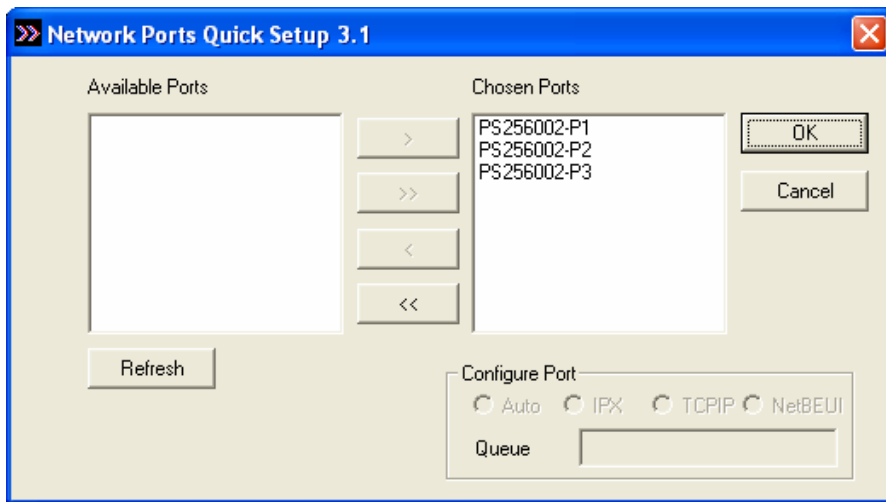 Network Ports Quick Setup 3.1
Available Ports
Chosen Ports
PS256002-P1
PS256002-P2
PS256002-P3
>
>>
<
<<
OK
Cancel
Refresh
Configure Port
Auto IPX TCPIP NetBEUI
Queue